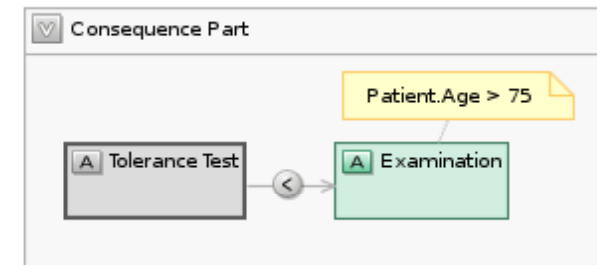 Consequence Part
Patient.Age > 75
A Tolerance Test
<
A Examination